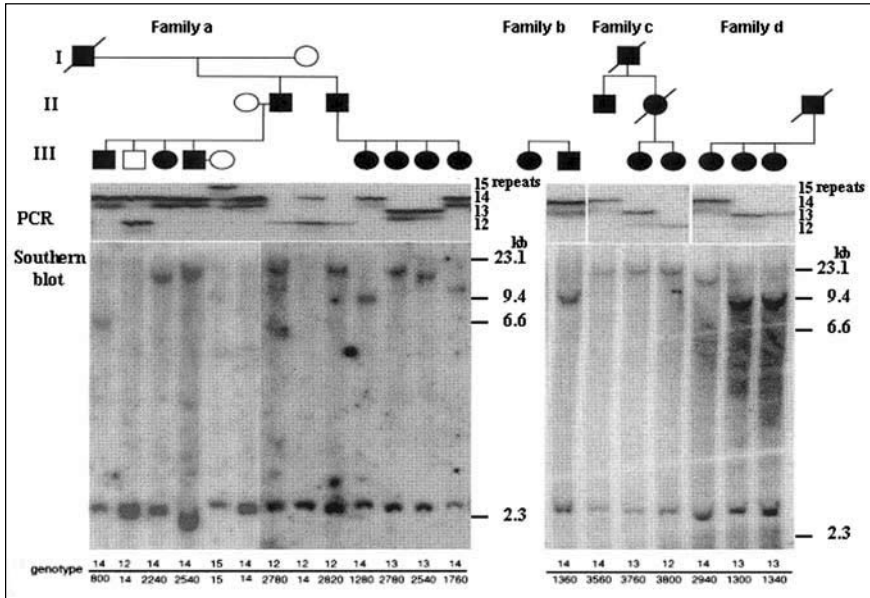 Family a Family b Family c Family d
I
II
III
15 repeats
14
13
12
PCR
15 repeats
14
13
12
Southern blot
kb
23.1
9.4
6.6
2.3
kb
23.1
9.4
6.6
2.3
genotype 14 12 14 14 15 14 12 12 12 14 13 13 14
800 14 2240 2540 15 14 2780 14 2820 1280 2780 2540 1760
14 14 13 12 14 13 13
1360 3560 3760 3800 2940 1300 1340